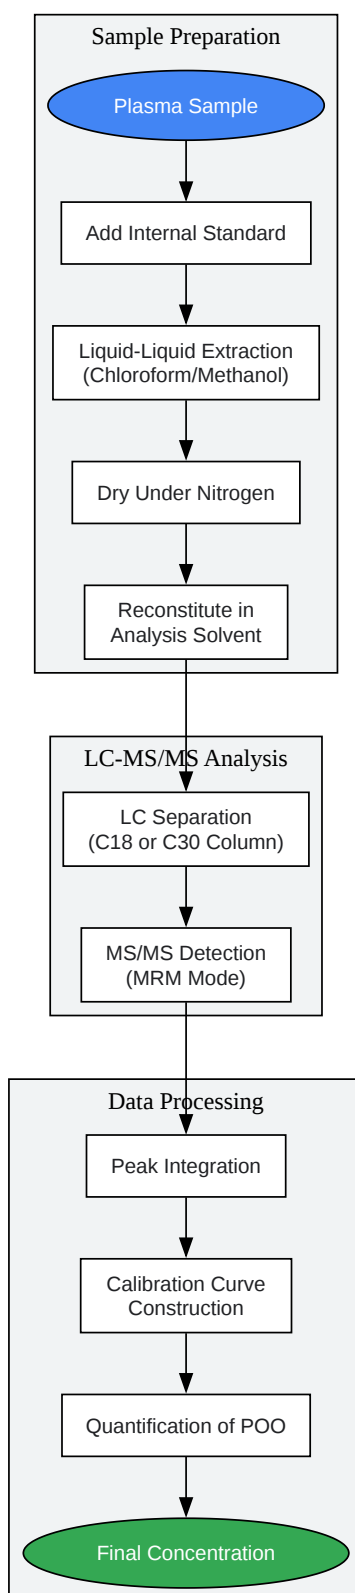 Sample Preparation
Plasma Sample
Add Internal Standard
Liquid-Liquid Extraction
(Chloroform/Methanol)
Dry Under Nitrogen
Reconstitute in
Analysis Solvent
LC-MS/MS Analysis
LC Separation
(C18 or C30 Column)
MS/MS Detection
(MRM Mode)
Data Processing
Peak Integration
Calibration Curve
Construction
Quantification of POO
Final Concentration